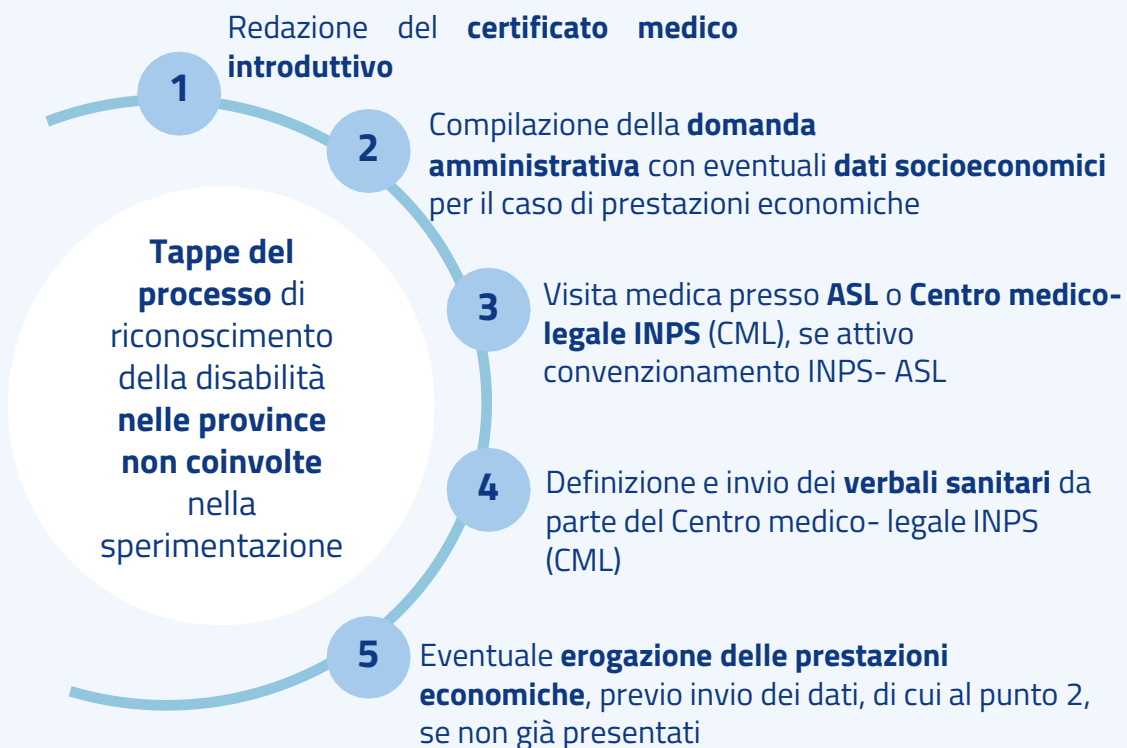 Redazione del certificato medico
introduttivo
1
2
Compilazione della domanda
amministrativa con eventuali dati socioeconomici
per il caso di prestazioni economiche
Tappe del
processo di
riconoscimento
della disabilità
nelle province
non coinvolte
nella
sperimentazione
3
Visita medica presso ASL o Centro medico-
legale INPS (CML), se attivo
convenzionamento INPS- ASL
4
Definizione e invio dei verbali sanitari da
parte del Centro medico- legale INPS
(CML)
5
Eventuale erogazione delle prestazioni
economiche, previo invio dei dati, di cui al punto 2,
se non già presentati